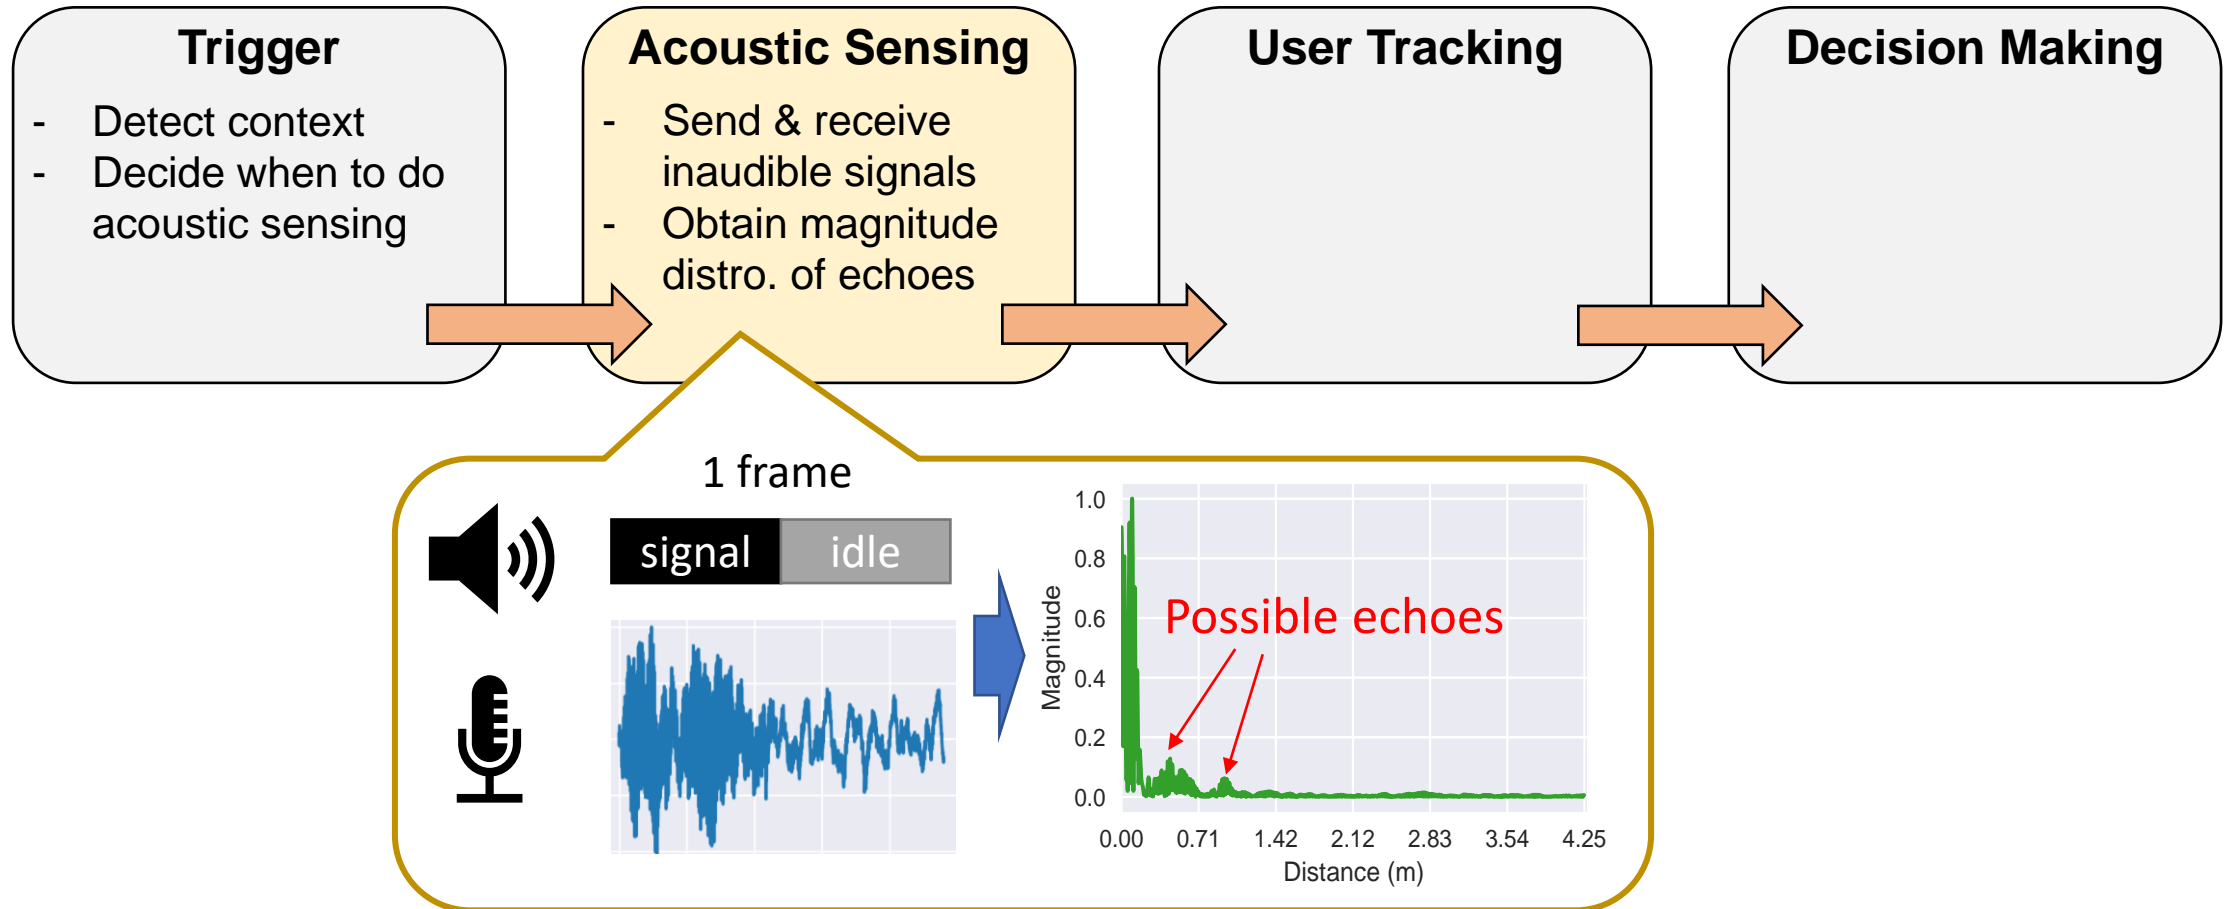 Trigger
- Detect context
- Decide when to do
acoustic sensing
Acoustic Sensing
- Send & receive
inaudible signals
- Obtain magnitude
distro. of echoes
User Tracking
Decision Making
1 frame
signal idle
Possible echoes
Magnitude
1.0
0.8
0.6
0.4
0.2
0.0
0.00 0.71 1.42 2.12 2.83 3.54 4.25
Distance (m)